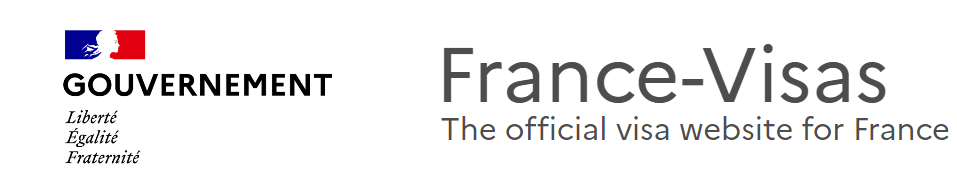 GOUVERNEMENT
Liberté
Égalité
Fraternité
France-Visas
The official visa website for France